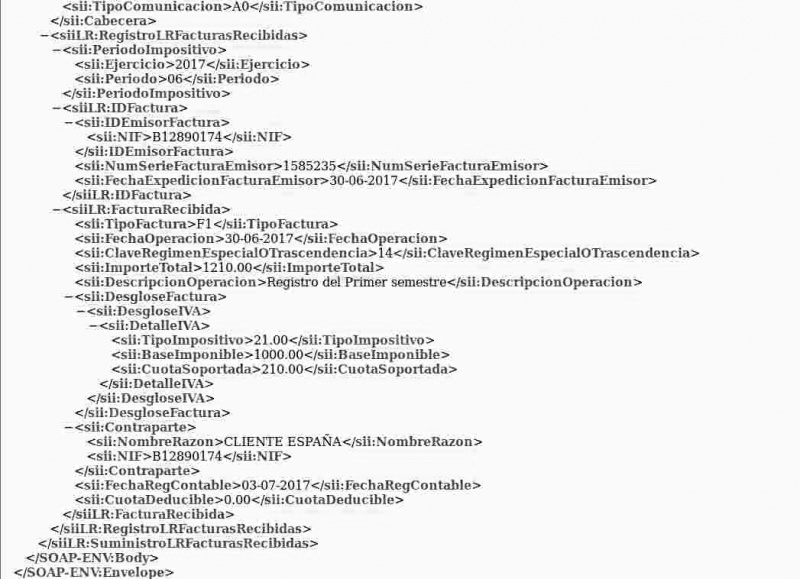 <sii:TipoComunicacion>A0</sii:TipoComunicacion>
</sii:Cabecera>
−<siiLR:RegistroLRFacturasRecibidas>
−<sii:PeriodoImpositivo>
<sii:Ejercicio>2017</sii:Ejercicio>
<sii:Periodo>06</sii:Periodo>
</sii:PeriodoImpositivo>
−<siiLR:IDFactura>
−<sii:IDEmisorFactura>
<sii:NIF>B12890174</sii:NIF>
</sii:IDEmisorFactura>
<sii:NumSerieFacturaEmisor>1585235</sii:NumSerieFacturaEmisor>
<sii:FechaExpedicionFacturaEmisor>30-06-2017</sii:FechaExpedicionFacturaEmisor>
</siiLR:IDFactura>
−<siiLR:FacturaRecibida>
<sii:TipoFactura>F1</sii:TipoFactura>
<sii:FechaOperacion>30-06-2017</sii:FechaOperacion>
<sii:ClaveRegimenEspecialOTrascendencia>14</sii:ClaveRegimenEspecialOTrascendencia>
<sii:ImporteTotal>1210.00</sii:ImporteTotal>
<sii:DescripcionOperacion>Registro del Primer semestre</sii:DescripcionOperacion>
−<sii:DesgloseFactura>
−<sii:DesgloseIVA>
−<sii:DetalleIVA>
<sii:TipoImpositivo>21.00</sii:TipoImpositivo>
<sii:BaseImponible>1000.00</sii:BaseImponible>
<sii:CuotaSoportada>210.00</sii:CuotaSoportada>
</sii:DetalleIVA>
</sii:DesgloseIVA>
</sii:DesgloseFactura>
−<sii:Contraparte>
<sii:NombreRazon>CLIENTE ESPAÑA</sii:NombreRazon>
<sii:NIF>B12890174</sii:NIF>
</sii:Contraparte>
<sii:FechaRegContable>03-07-2017</sii:FechaRegContable>
<sii:CuotaDeducible>0.00</sii:CuotaDeducible>
</siiLR:FacturaRecibida>
</siiLR:RegistroLRFacturasRecibidas>
</siiLR:SuministroLRFacturasRecibidas>
</SOAP-ENV:Body>
</SOAP-ENV:Envelope>